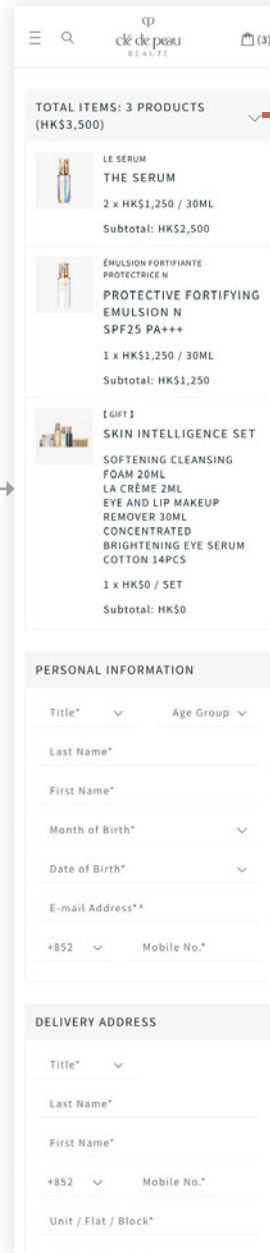 clé de peau
BEAUTÉ
(3)
TOTAL ITEMS: 3 PRODUCTS
(HK$3,500)
LE SÉRUM
THE SERUM
2 x HK$1,250 / 30ML
Subtotal: HK$2,500
ÉMULSION FORTIFIANTE
PROTECTRICE N
PROTECTIVE FORTIFYING
EMULSION N
SPF25 PA+++
1 x HK$1,250 / 30ML
Subtotal: HK$1,250
【 GIFT 】
SKIN INTELLIGENCE SET
SOFTENING CLEANSING
FOAM 20ML
LA CRÈME 2ML
EYE AND LIP MAKEUP
REMOVER 30ML
CONCENTRATED
BRIGHTENING EYE SERUM
COTTON 14PCS
1 x HK$0 / SET
Subtotal: HK$0
PERSONAL INFORMATION
Title* Age Group
Last Name*
First Name*
Month of Birth*
Date of Birth*
E-mail Address*^
+852 Mobile No.*
DELIVERY ADDRESS
Title*
Last Name*
First Name*
+852 Mobile No.*
Unit / Flat / Block*